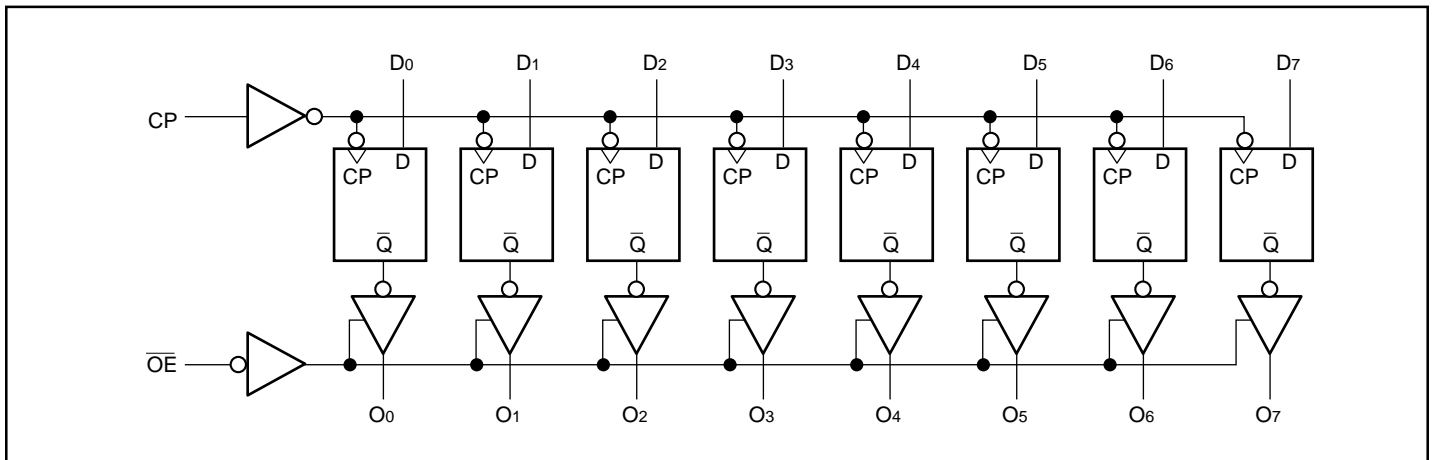 D0 D1 D2 D3 D4 D5 D6 D7
CP
CP D CP D CP D CP D CP D CP D CP D CP D
Q̅ Q̅ Q̅ Q̅ Q̅ Q̅ Q̅ Q̅
O̅E̅
O0 O1 O2 O3 O4 O5 O6 O7